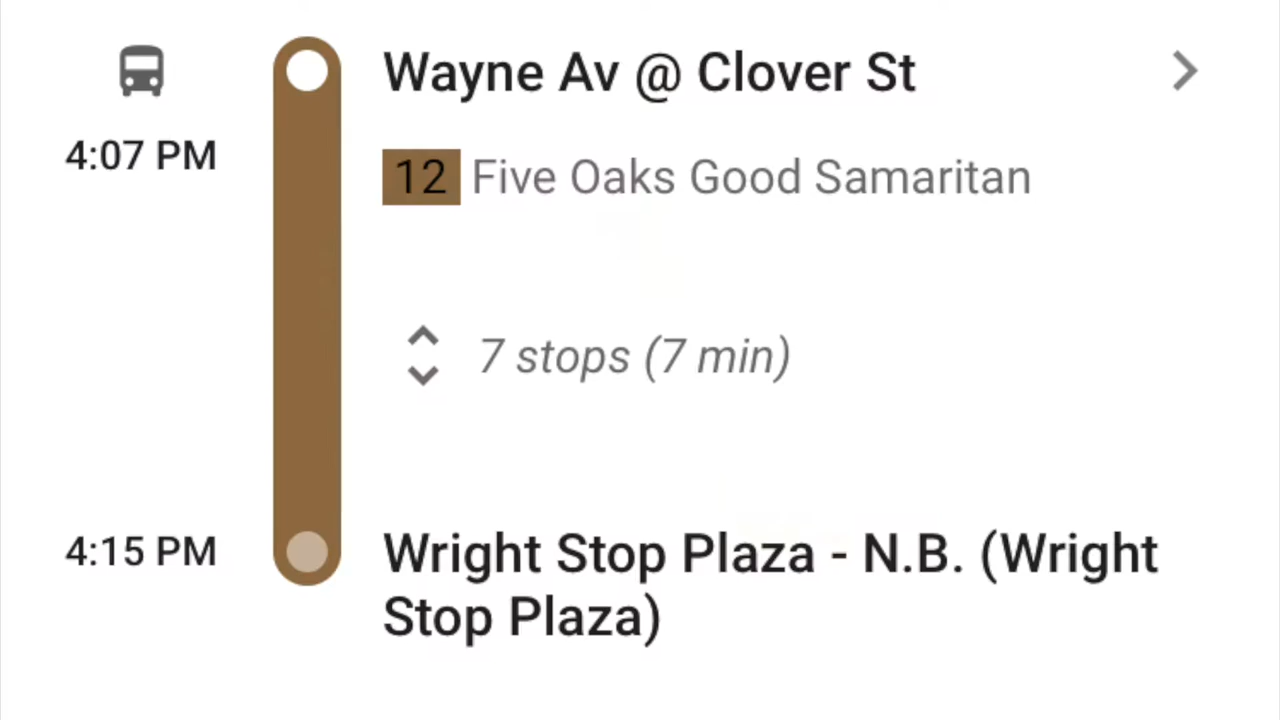 Wayne Av @ Clover St
4:07 PM
12 Five Oaks Good Samaritan
7 stops (7 min)
4:15 PM
Wright Stop Plaza - N.B. (Wright
Stop Plaza)